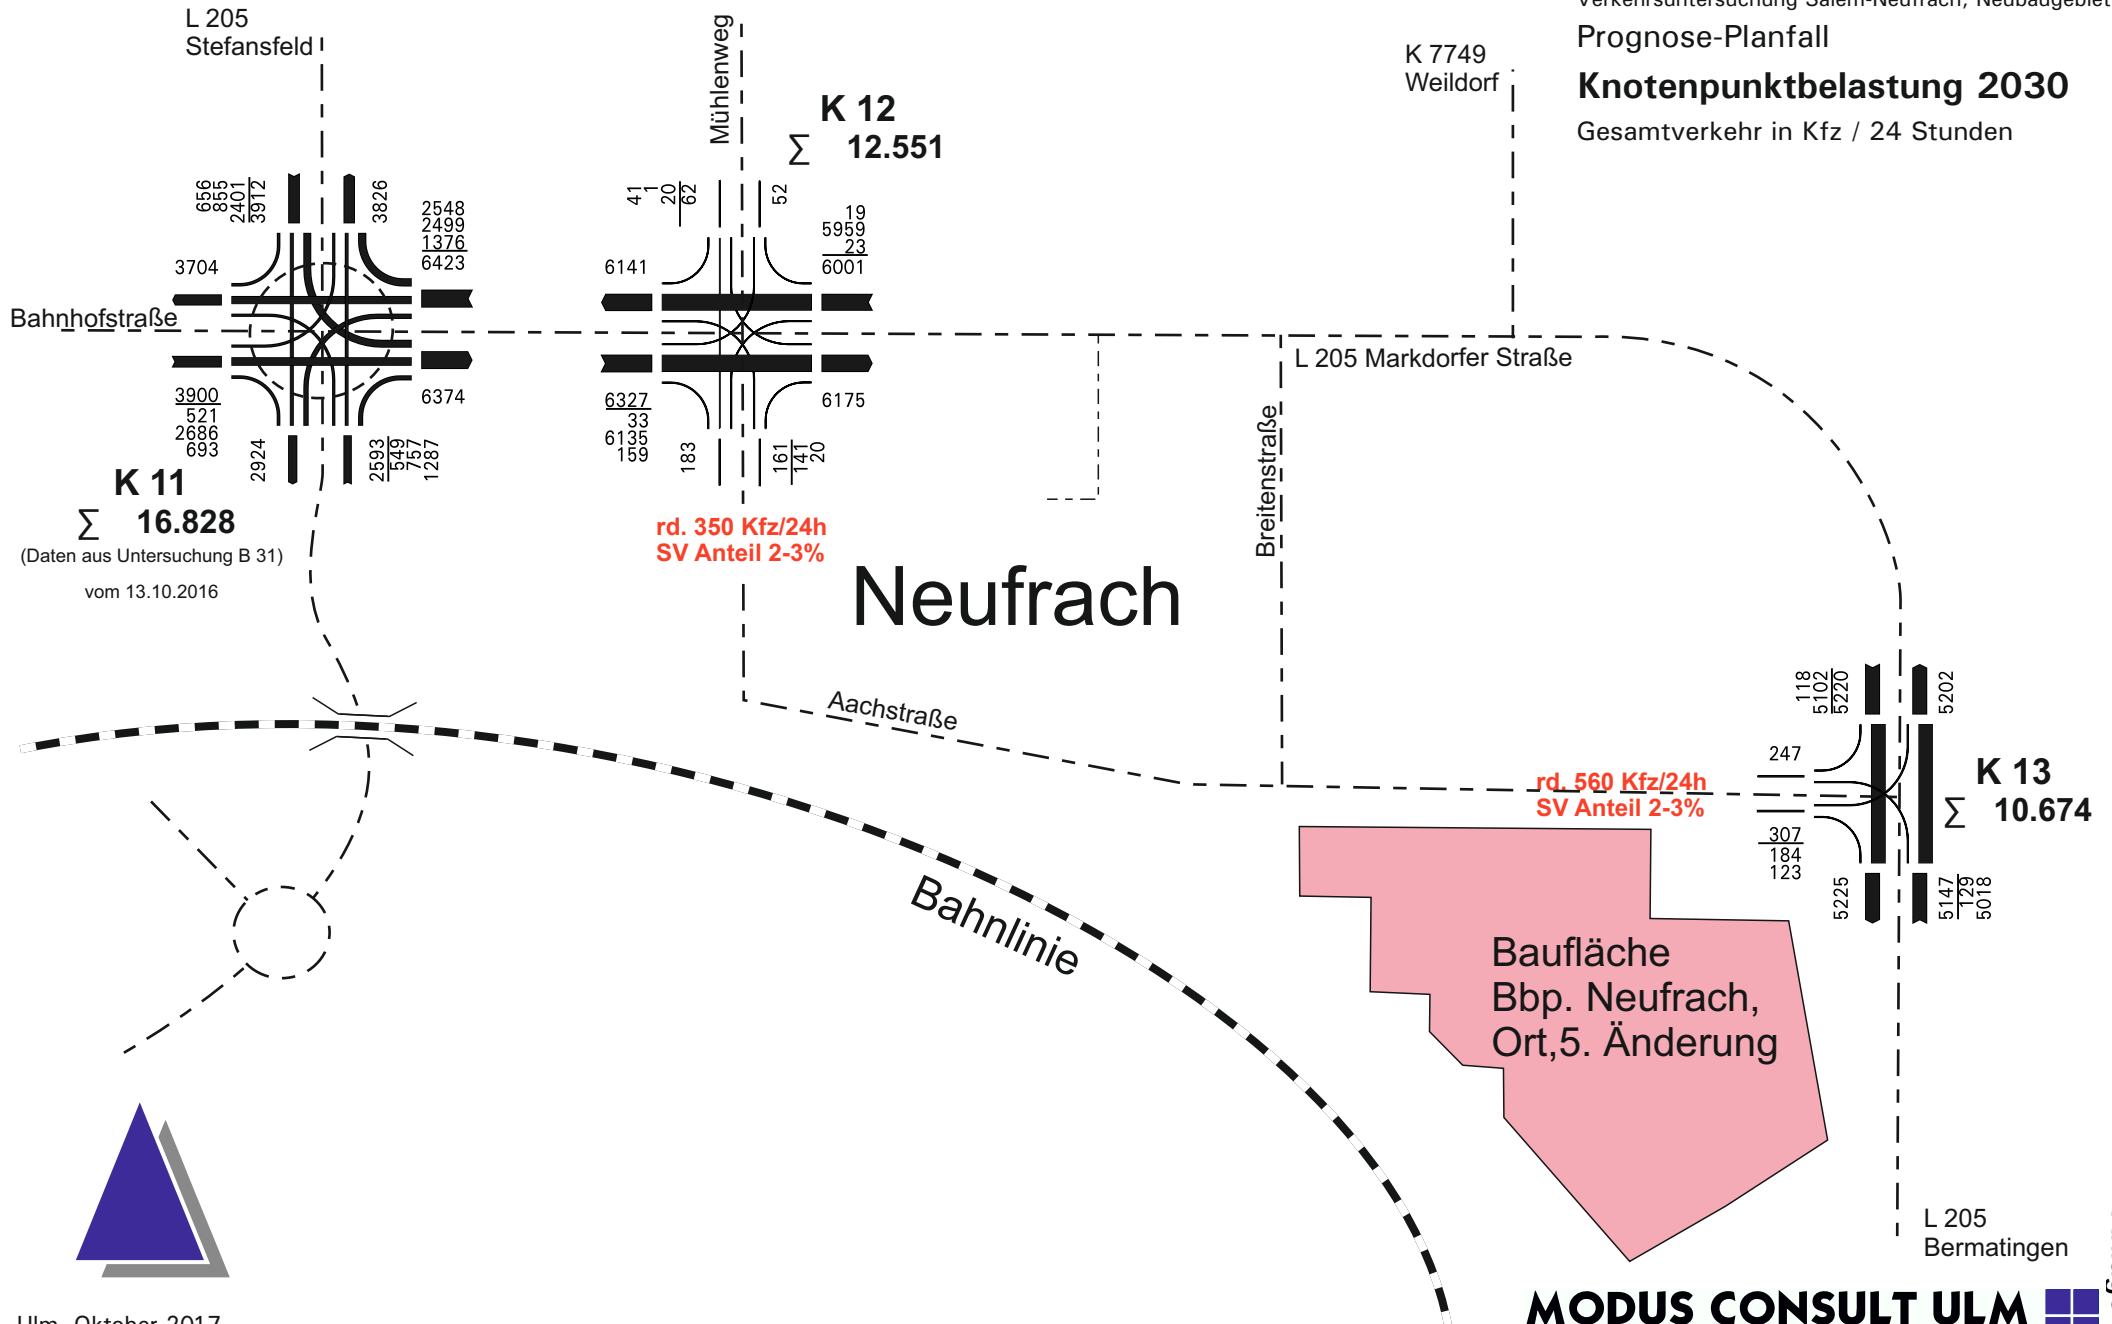 Verkehrsuntersuchung Salem-Neufrach, Neubaugebiet
Prognose-Planfall
Knotenpunktbelastung 2030
Gesamtverkehr in Kfz / 24 Stunden
L 205
Stefansfeld
Mühlenweg
K 12
∑ 12.551
K 7749
Weildorf
656
855
2401
3912
3826
2548
2499
1376
6423
3704
Bahnhofstraße
3900
521
2686
693
2924
2593
549
757
1287
6374
K 11
∑ 16.828
(Daten aus Untersuchung B 31)
vom 13.10.2016
41
1
20
62
52
19
5959
23
6001
6141
6327
33
6135
159
183
161
141
20
6175
rd. 350 Kfz/24h
SV Anteil 2-3%
L 205 Markdorfer Straße
Breitenstraße
Neufrach
Aachstraße
118
5102
5220
5202
247
rd. 560 Kfz/24h
SV Anteil 2-3%
K 13
∑ 10.674
307
184
123
5225
5147
129
5018
Bahnlinie
Baufläche
Bbp. Neufrach,
Ort,5. Änderung
L 205
Bermatingen
Ulm, Oktober 2017
MODUS CONSULT ULM